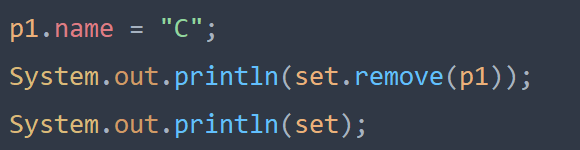 p1.name = "C";
System.out.println(set.remove(p1));
System.out.println(set);